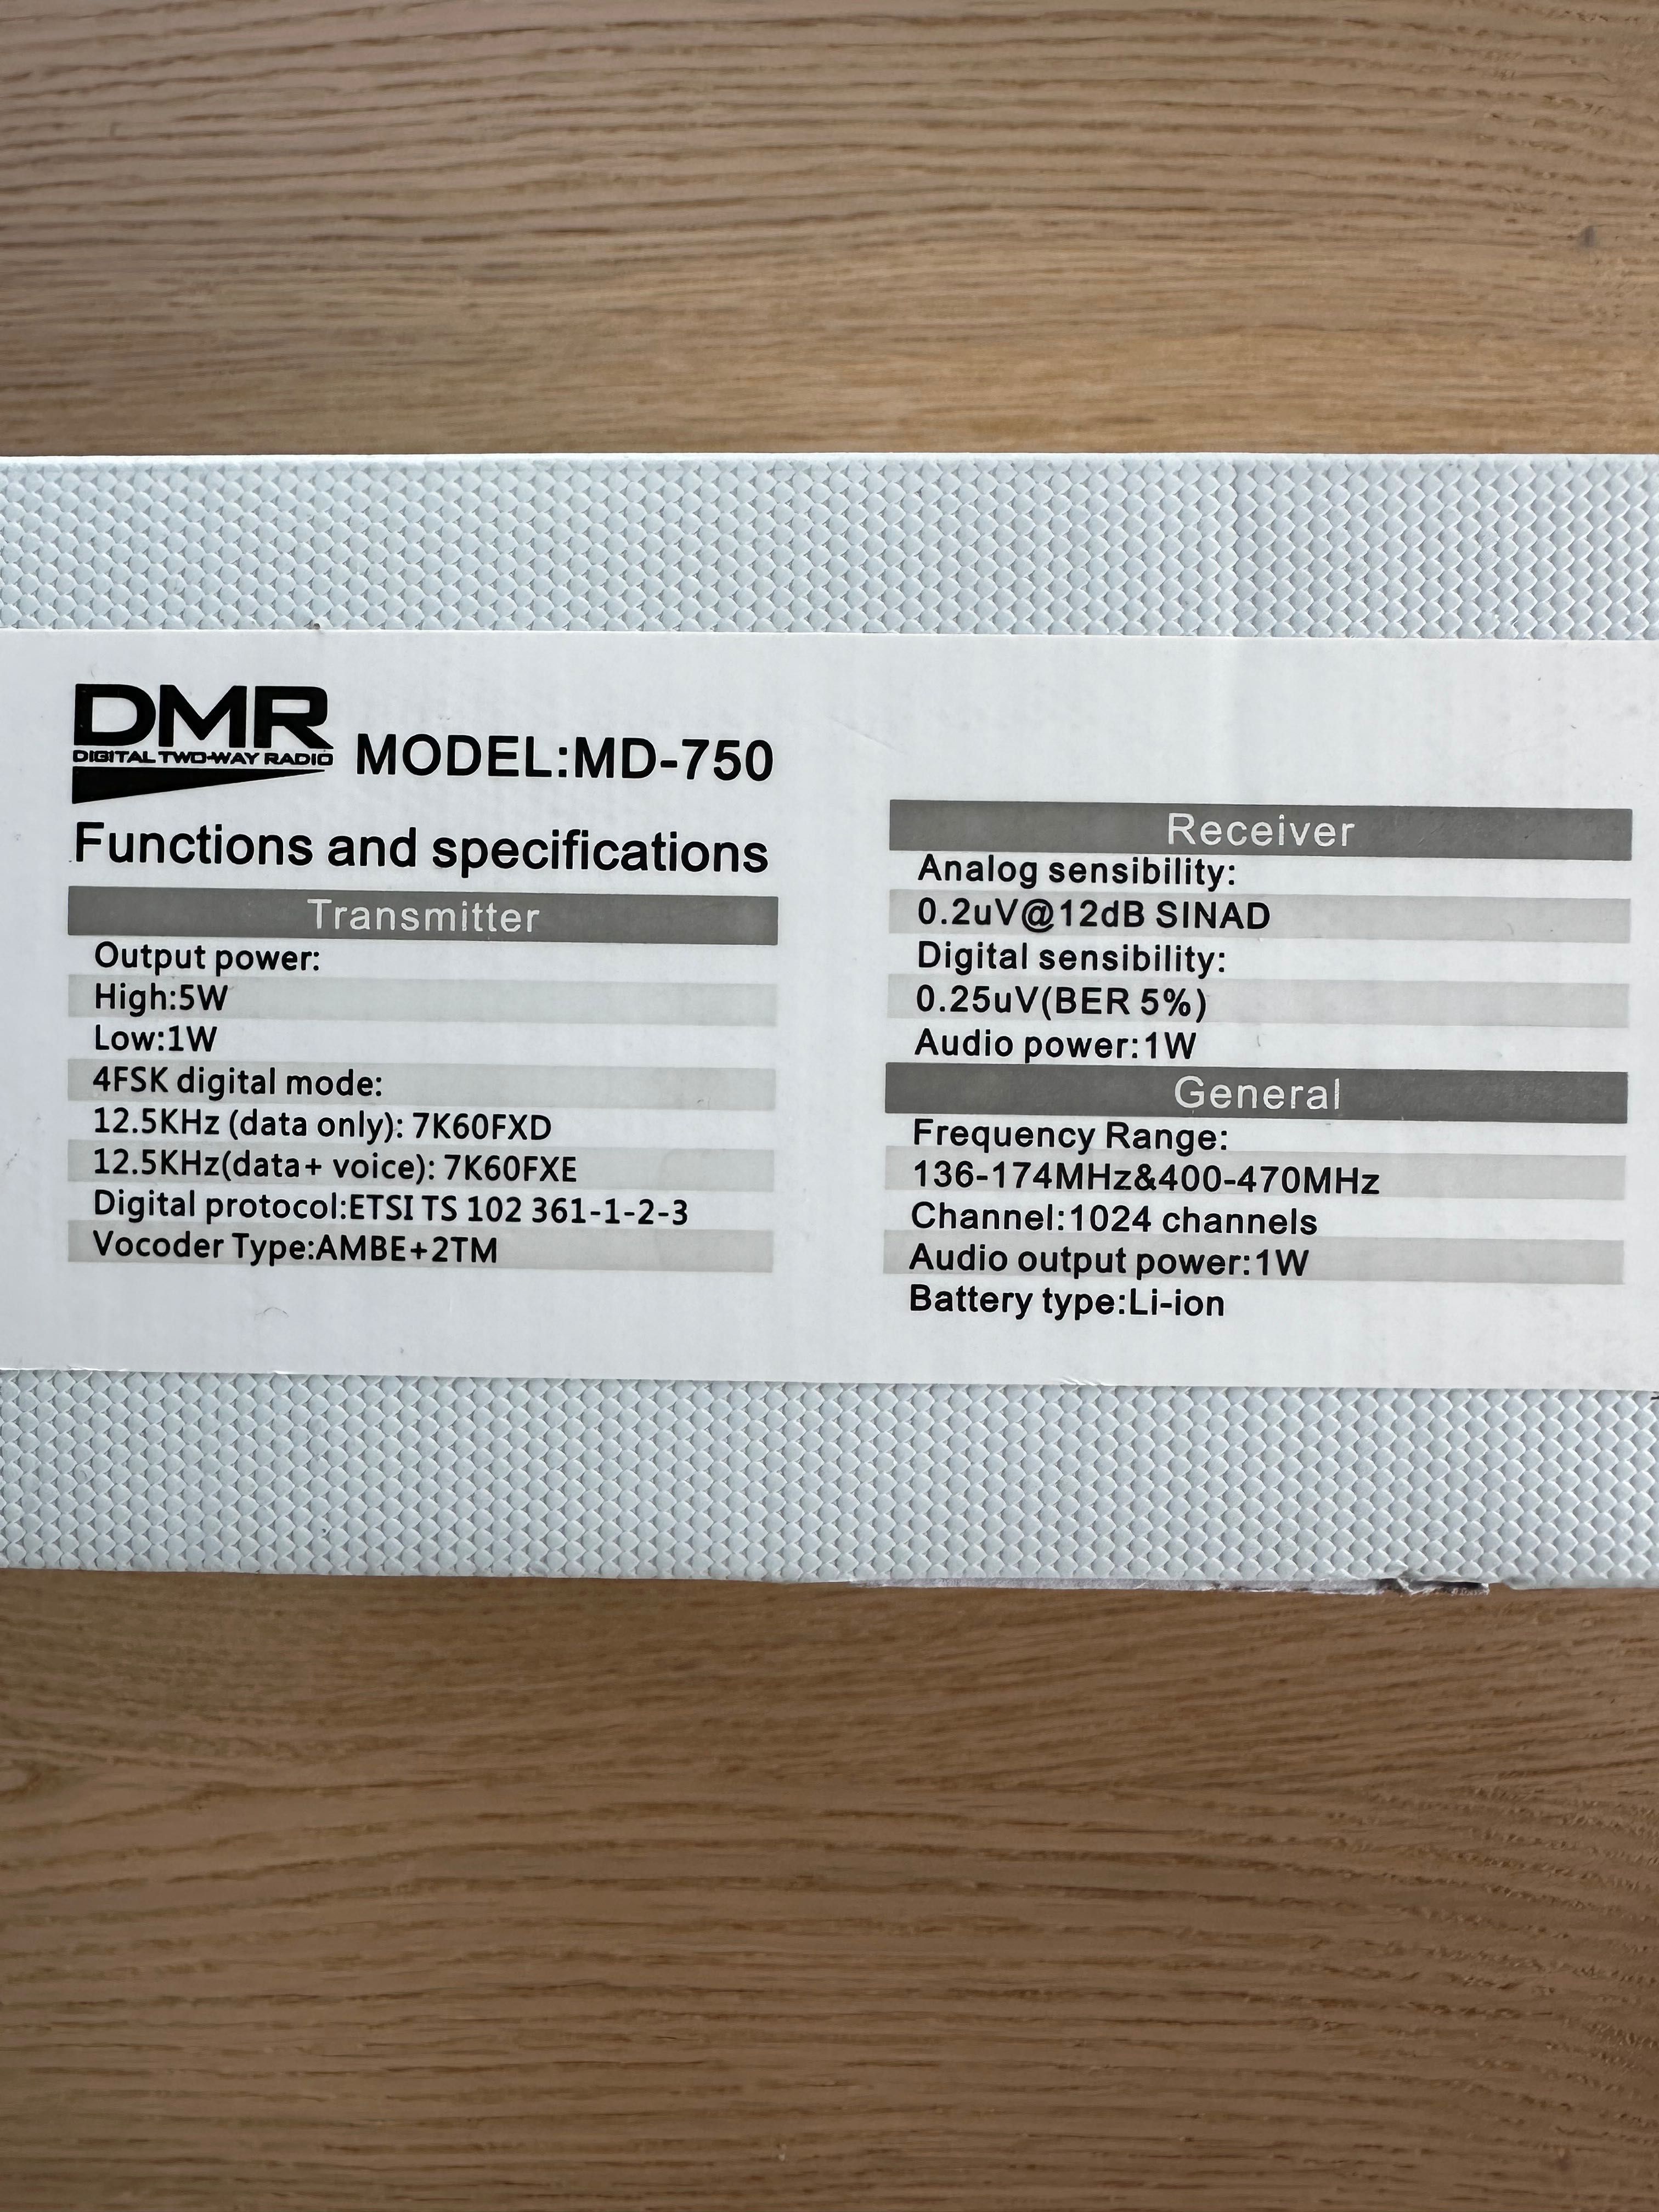 DMR
DIGITAL TWO-WAY RADIO
MODEL:MD-750
Functions and specifications
Transmitter
Output power:
High:5W
Low:1W
4FSK digital mode:
12.5KHz (data only): 7K60FXD
12.5KHz(data+ voice): 7K60FXE
Digital protocol:ETSI TS 102 361-1-2-3
Vocoder Type:AMBE+2TM
Receiver
Analog sensibility:
0.2uV@12dB SINAD
Digital sensibility:
0.25uV(BER 5%)
Audio power:1W
General
Frequency Range:
136-174MHz&400-470MHz
Channel:1024 channels
Audio output power:1W
Battery type:Li-ion